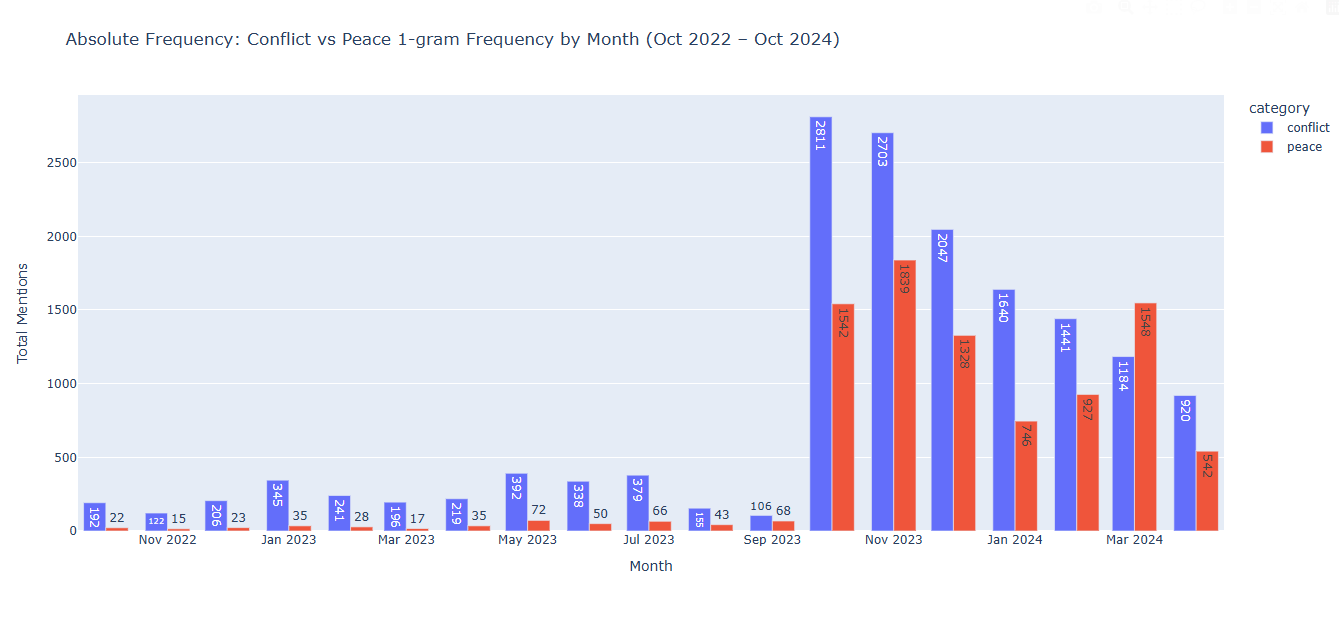 Absolute Frequency: Conflict vs Peace 1-gram Frequency by Month (Oct 2022 – Oct 2024)
category
conflict
peace
Total Mentions
2500
2000
1500
1000
500
0
192
22
122
15
206
23
345
35
241
28
196
17
219
35
392
72
338
50
379
66
155
43
106
68
2811
1542
2703
1839
2047
1328
1640
746
1441
927
1184
1548
920
542
Nov 2022
Jan 2023
Mar 2023
May 2023
Jul 2023
Sep 2023
Nov 2023
Jan 2024
Mar 2024
Month